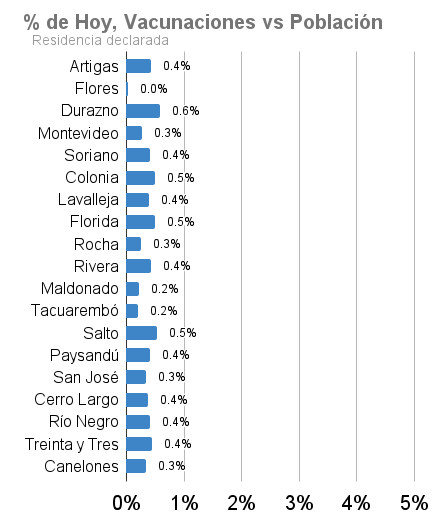 % de Hoy, Vacunaciones vs Población
Residencia declarada
Artigas 0.4%
Flores 0.0%
Durazno 0.6%
Montevideo 0.3%
Soriano 0.4%
Colonia 0.5%
Lavalleja 0.4%
Florida 0.5%
Rocha 0.3%
Rivera 0.4%
Maldonado 0.2%
Tacuarembó 0.2%
Salto 0.5%
Paysandú 0.4%
San José 0.3%
Cerro Largo 0.4%
Río Negro 0.4%
Treinta y Tres 0.4%
Canelones 0.3%
0% 1% 2% 3% 4% 5%